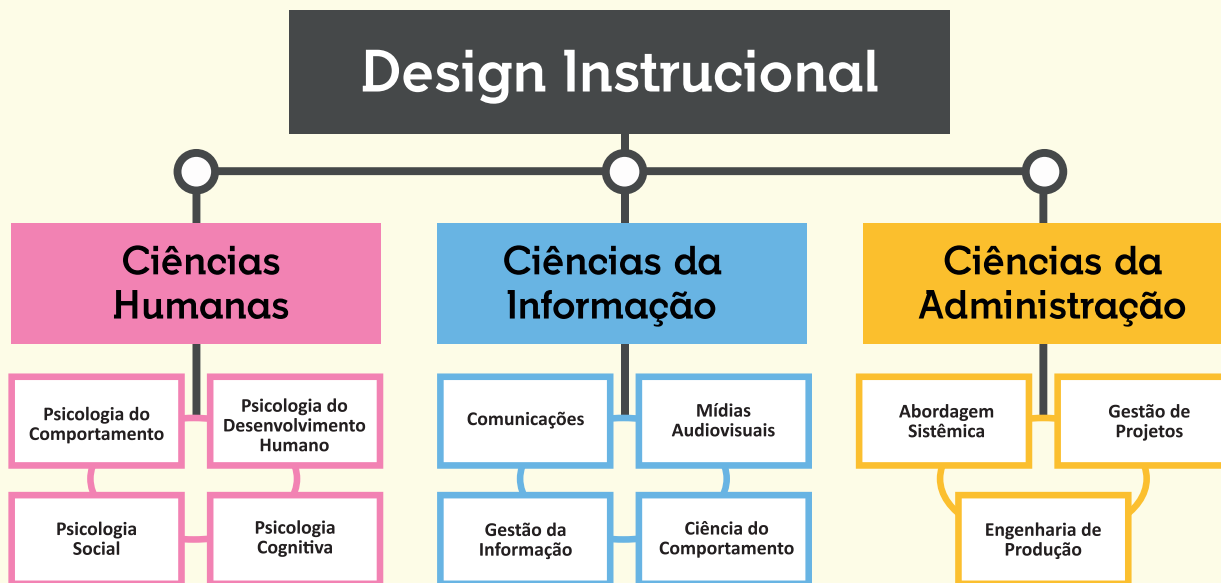 Design Instrucional
Ciências
Humanas
Ciências da
Informação
Ciências da
Administração
Psicologia do
Comportamento
Psicologia do
Desenvolvimento
Humano
Psicologia
Social
Psicologia
Cognitiva
Comunicações
Mídias
Audiovisuais
Gestão da
Informação
Ciência do
Comportamento
Abordagem
Sistêmica
Gestão de
Projetos
Engenharia de
Produção